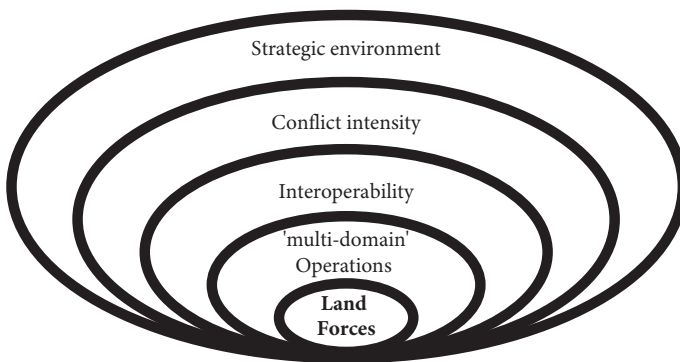 Strategic environment
Conflict intensity
Interoperability
'multi-domain'
Operations
Land
Forces